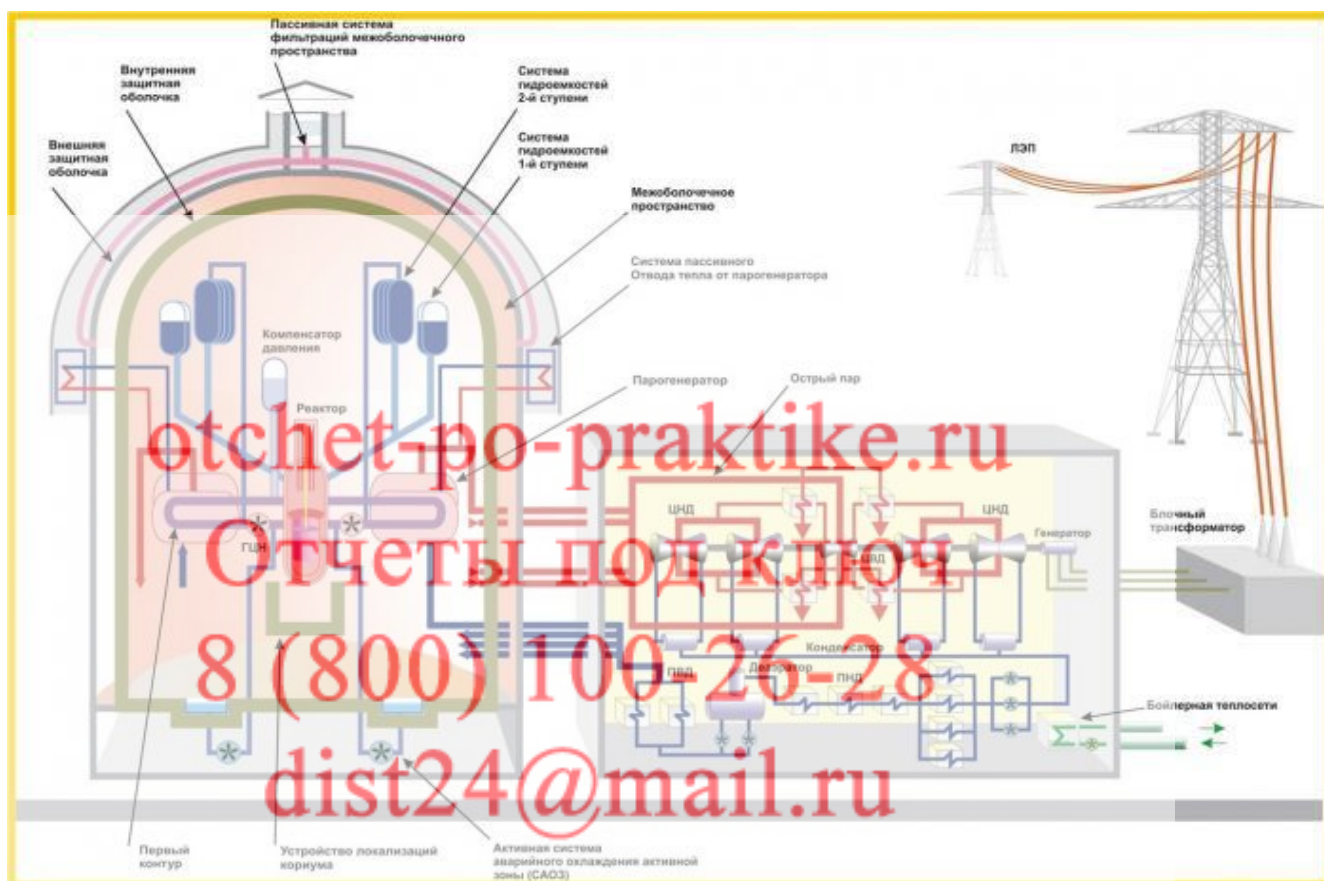 Пассивная система
фильтраций межоболочечного
пространства
Внутренняя
защитная
оболочка
Система
гидроемкостей
2-й ступени
Внешняя
защитная
оболочка
Система
гидроемкостей
1-й ступени
ЛЭП
Межоболочечное
пространство
Система пассивного
Отвода тепла от парогенератора
Компенсатор
давления
Парогенератор
Острый пар
Реактор
otchet-po-praktike.ru
ЦНД
ЦНД
Блочный
трансформатор
Генератор
ГЦН
ЦВД
Отчеты под ключ
Конденсатор
ПВД
Деаэратор
ПНД
8 (800) 100-26-28
Бойлерная теплосети
dist24@mail.ru
Первый
контур
Устройство локализаций
кориума
Активная система
аварийного охлаждения активной
зоны (САОЗ)